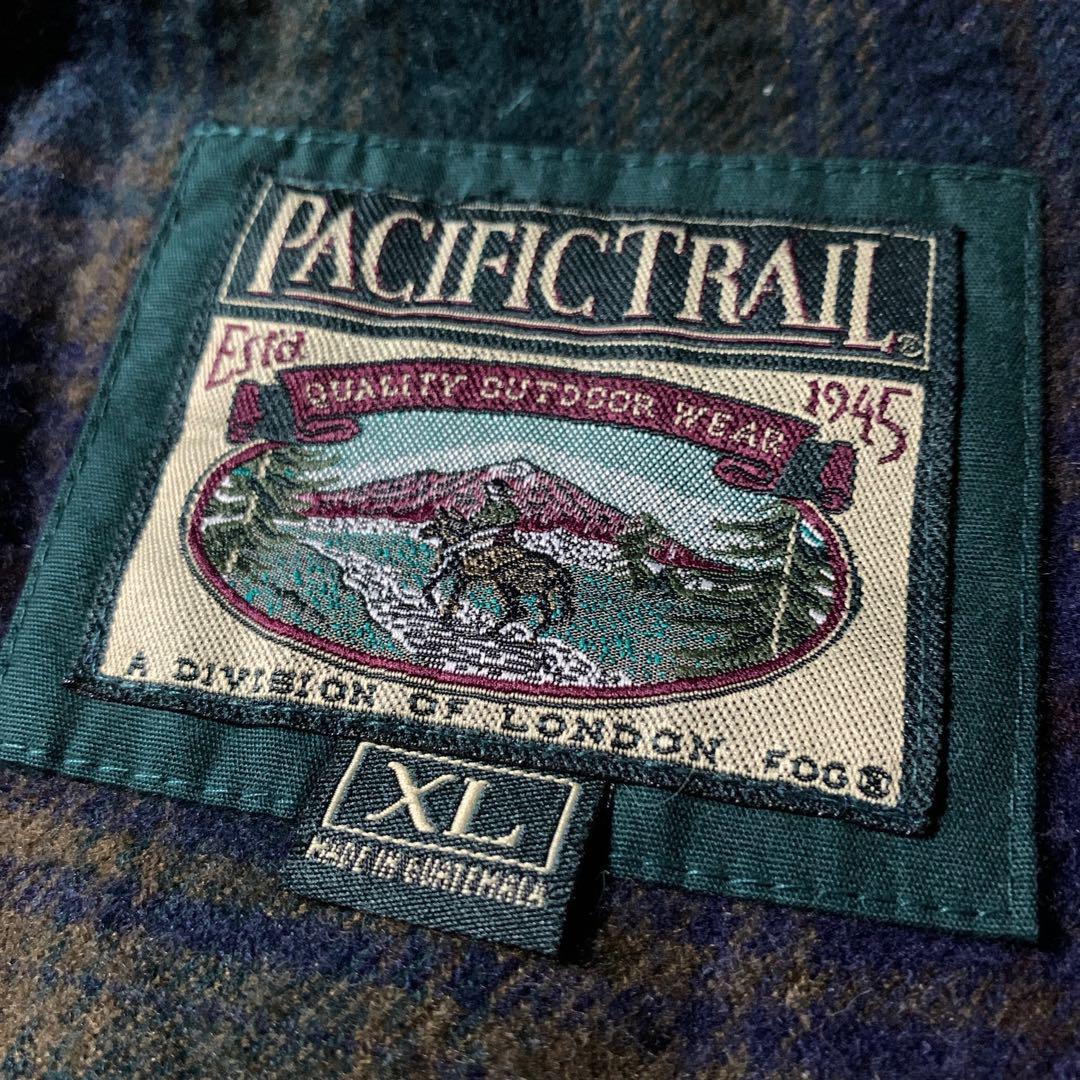 PACIFIC TRAIL®
Est'd 1945
QUALITY OUTDOOR WEAR
A DIVISION OF LONDON FOG®
XL
MADE IN GUATEMALA